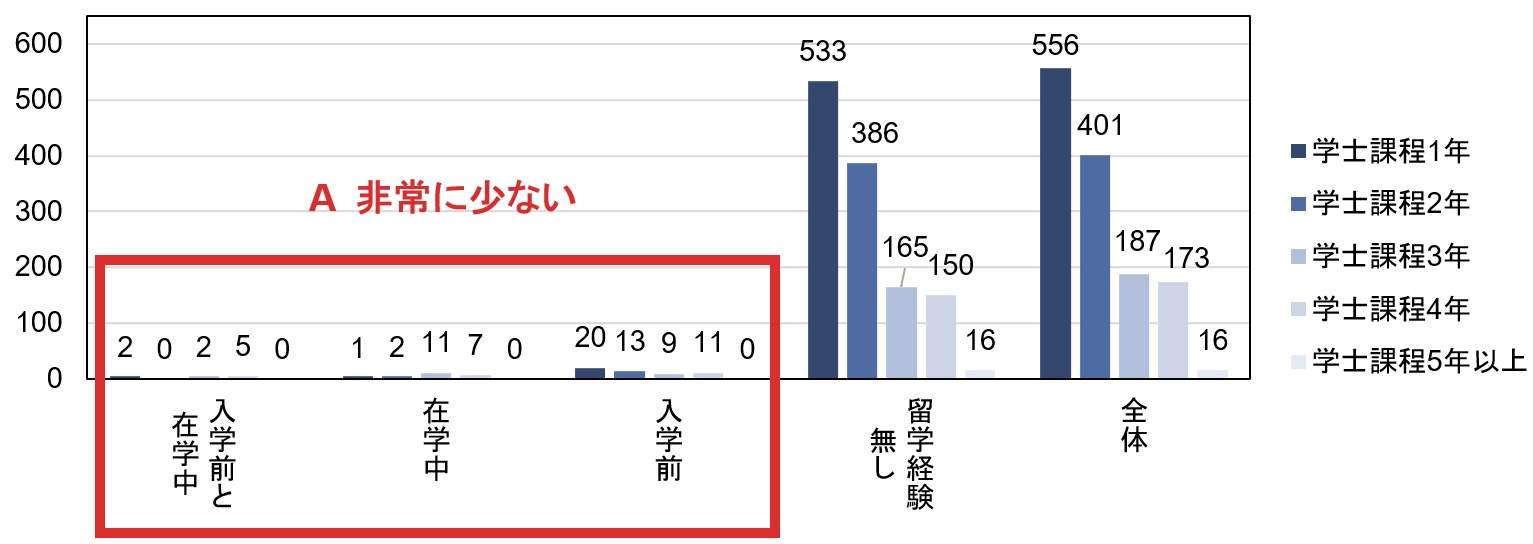 600
500
400
300
200
100
0
A 非常に少ない
2 0 2 5 0
1 2 11 7 0
20 13 9 11 0
533 386 165 150 16
556 401 187 173 16
入学前と
在学中
在学中
入学前
留学経験
無し
全体
学士課程1年
学士課程2年
学士課程3年
学士課程4年
学士課程5年以上